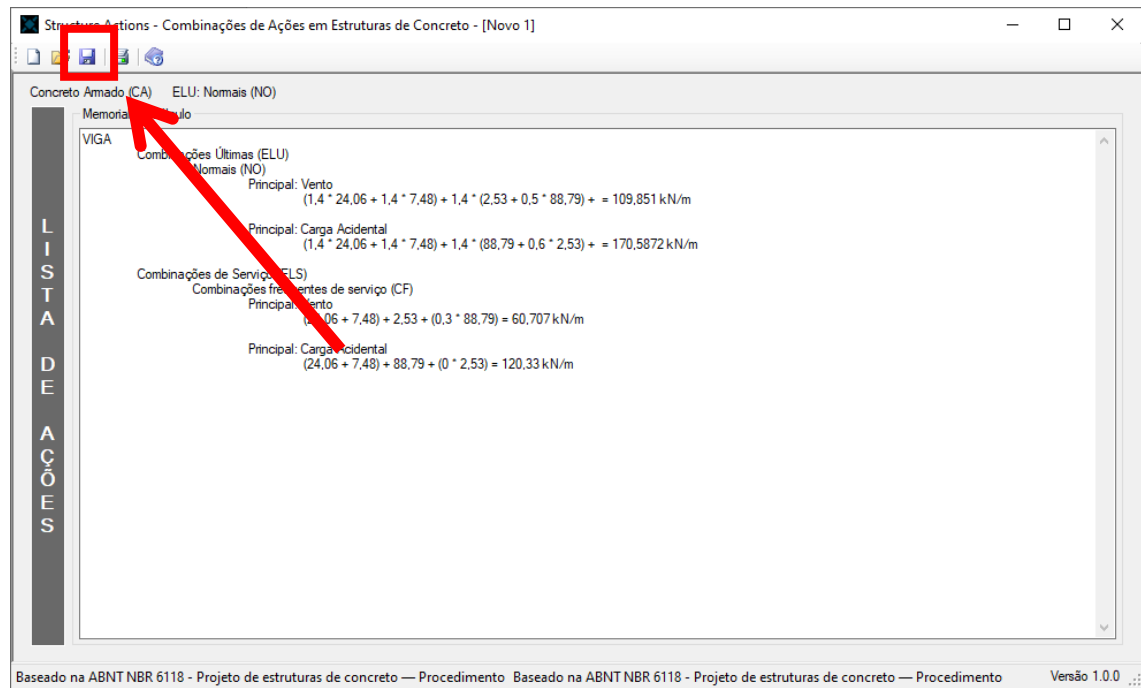 Structure Actions - Combinações de Ações em Estruturas de Concreto - [Novo 1]
Concreto Armado (CA) ELU: Normais (NO)
LISTA DE AÇÕES
VIGA
Combinações Últimas (ELU)
Normais (NO)
Principal: Vento
(1,4 * 24,06 + 1,4 * 7,48) + 1,4 * (2,53 + 0,5 * 88,79) + = 109,851 kN/m
Principal: Carga Acidental
(1,4 * 24,06 + 1,4 * 7,48) + 1,4 * (88,79 + 0,6 * 2,53) + = 170,5872 kN/m
Combinações de Serviço (ELS)
Combinações frequentes de serviço (CF)
Principal: Vento
(24,06 + 7,48) + 2,53 + (0,3 * 88,79) = 60,707 kN/m
Principal: Carga Acidental
(24,06 + 7,48) + 88,79 + (0 * 2,53) = 120,33 kN/m
Baseado na ABNT NBR 6118 - Projeto de estruturas de concreto — Procedimento Baseado na ABNT NBR 6118 - Projeto de estruturas de concreto — Procedimento Versão 1.0.0